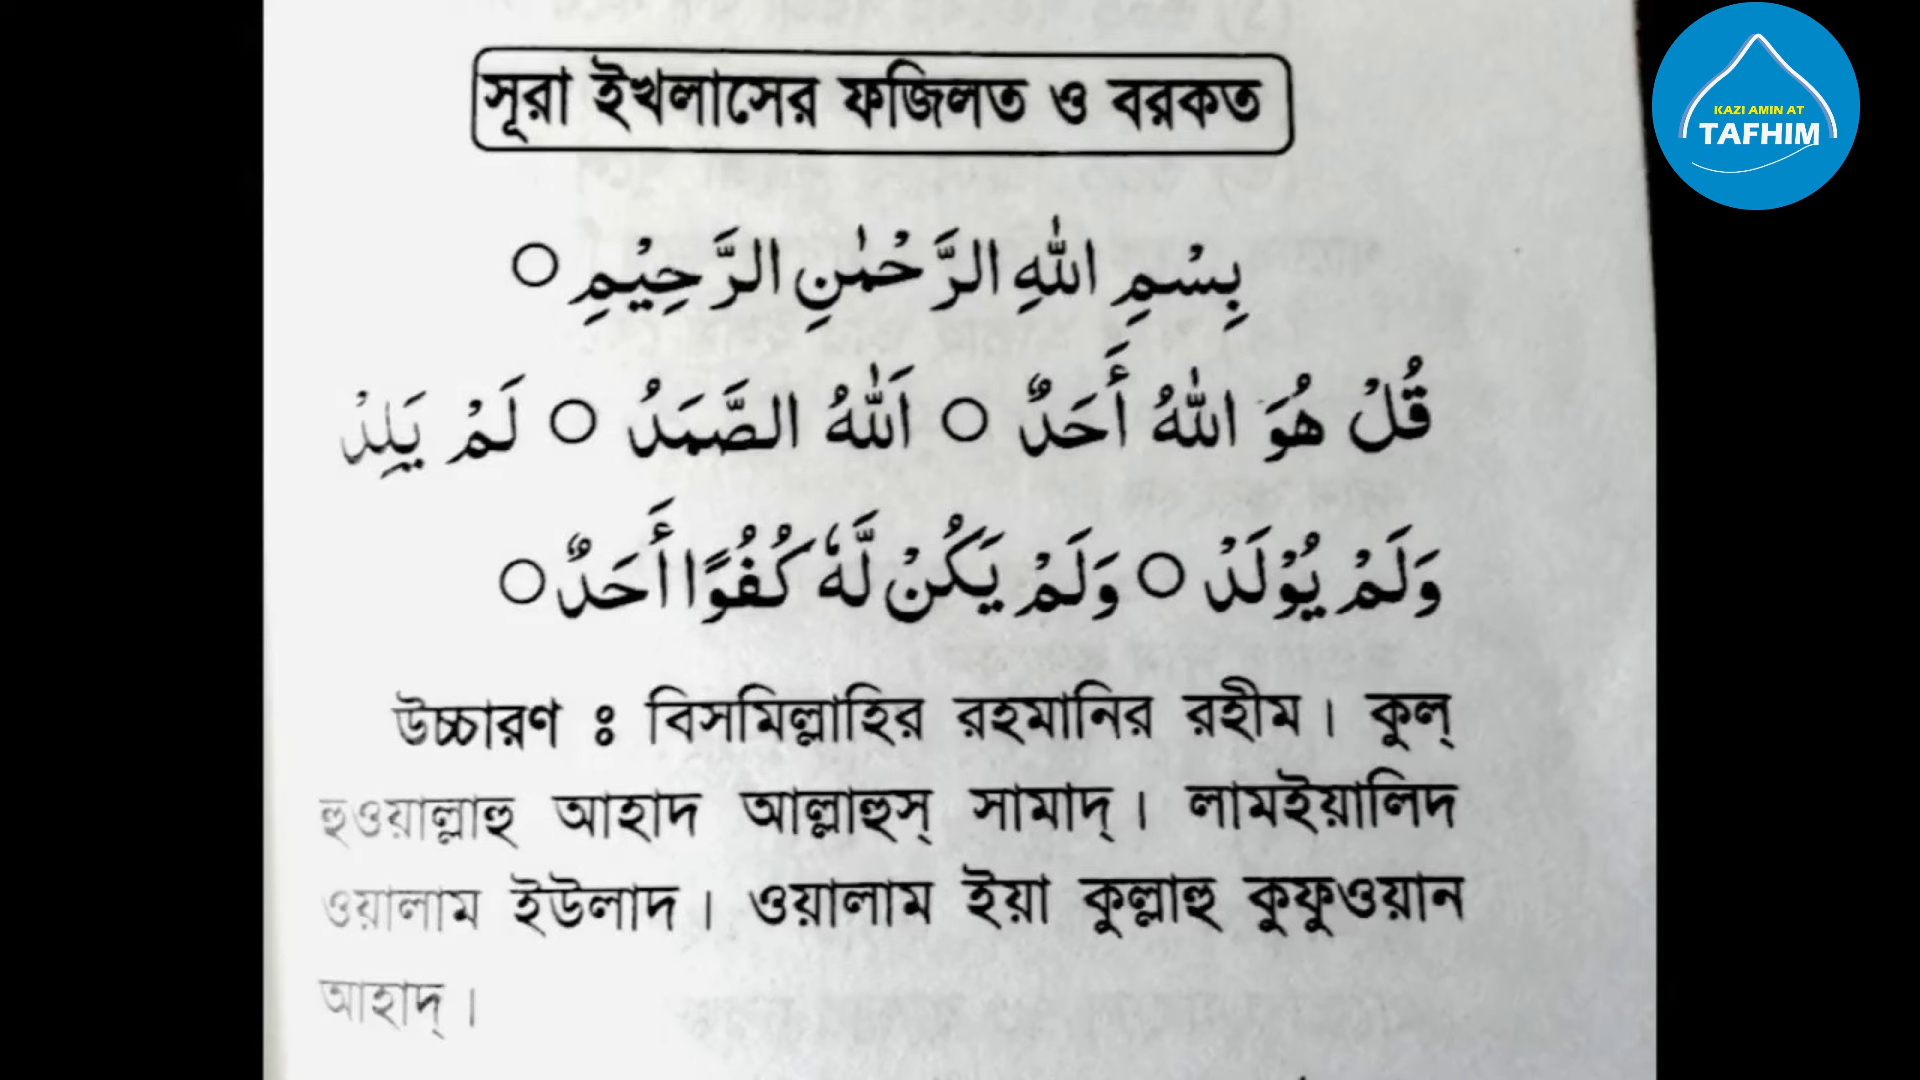 সূরা ইখলাসের ফজিলত ও বরকত
KAZI AMIN AT
TAFHIM
بِسْمِ اللّٰهِ الرَّحْمٰنِ الرَّحِيْمِ ○
قُلْ هُوَ اللّٰهُ أَحَدٌ ○ اَللّٰهُ الصَّمَدُ ○ لَمْ يَلِدْ
وَلَمْ يُوْلَدْ ○ وَلَمْ يَكُنْ لَّهٗ كُفُوًا أَحَدٌ ○
উচ্চারণ ঃ বিসমিল্লাহির রহমানির রহীম। কুল্
হুওয়াল্লাহু আহাদ আল্লাহুস্ সামাদ্। লামইয়ালিদ
ওয়ালাম ইউলাদ। ওয়ালাম ইয়া কুল্লাহু কুফুওয়ান
আহাদ্।